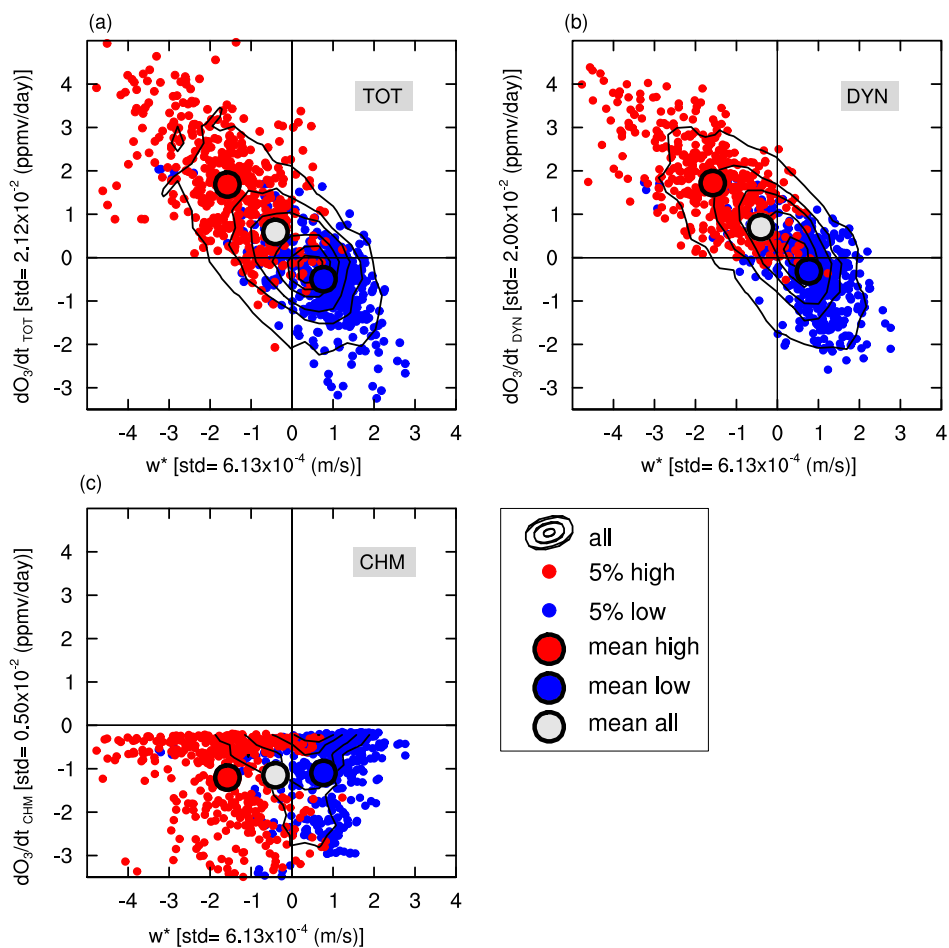 (a)
TOT
4
3
2
1
0
-1
-2
-3
-4 -3 -2 -1 0 1 2 3 4
dO₃/dt TOT [std= 2.12x10⁻² (ppmv/day)]
w* [std= 6.13x10⁻⁴ (m/s)]
(b)
DYN
4
3
2
1
0
-1
-2
-3
-4 -3 -2 -1 0 1 2 3 4
dO₃/dt DYN [std= 2.00x10⁻² (ppmv/day)]
w* [std= 6.13x10⁻⁴ (m/s)]
(c)
CHM
4
3
2
1
0
-1
-2
-3
-4 -3 -2 -1 0 1 2 3 4
dO₃/dt CHM [std= 0.50x10⁻² (ppmv/day)]
w* [std= 6.13x10⁻⁴ (m/s)]
all
5% high
5% low
mean high
mean low
mean all